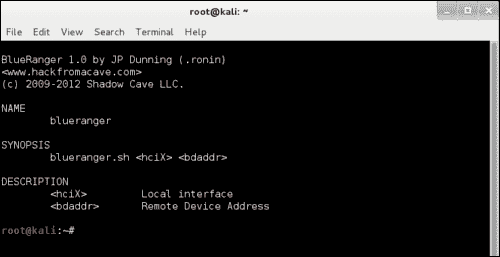 root@kali: ~
File Edit View Search Terminal Help
BlueRanger 1.0 by JP Dunning (.ronin)
<www.hackfromacave.com>
(c) 2009-2012 Shadow Cave LLC.
NAME
blueranger
SYNOPSIS
blueranger.sh <hciX> <bdaddr>
DESCRIPTION
<hciX> Local interface
<bdaddr> Remote Device Address
root@kali:~#